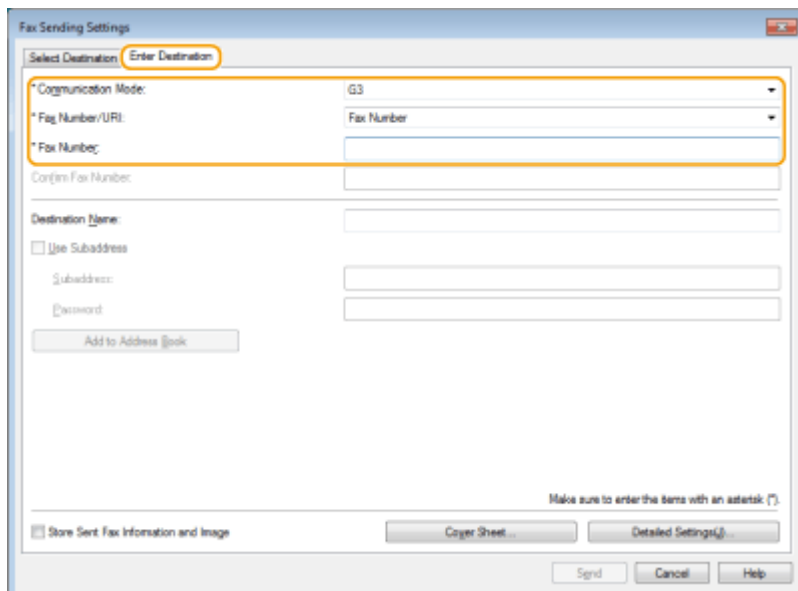 Fax Sending Settings
Select Destination Enter Destination
* Communication Mode: G3
* Fax Number/URI: Fax Number
* Fax Number:
Confirm Fax Number:
Destination Name:
Use Subaddress
Subaddress:
Password:
Add to Address Book
Make sure to enter the items with an asterisk (*).
Store Sent Fax Information and Image Cover Sheet... Detailed Settings(J)...
Send Cancel Help